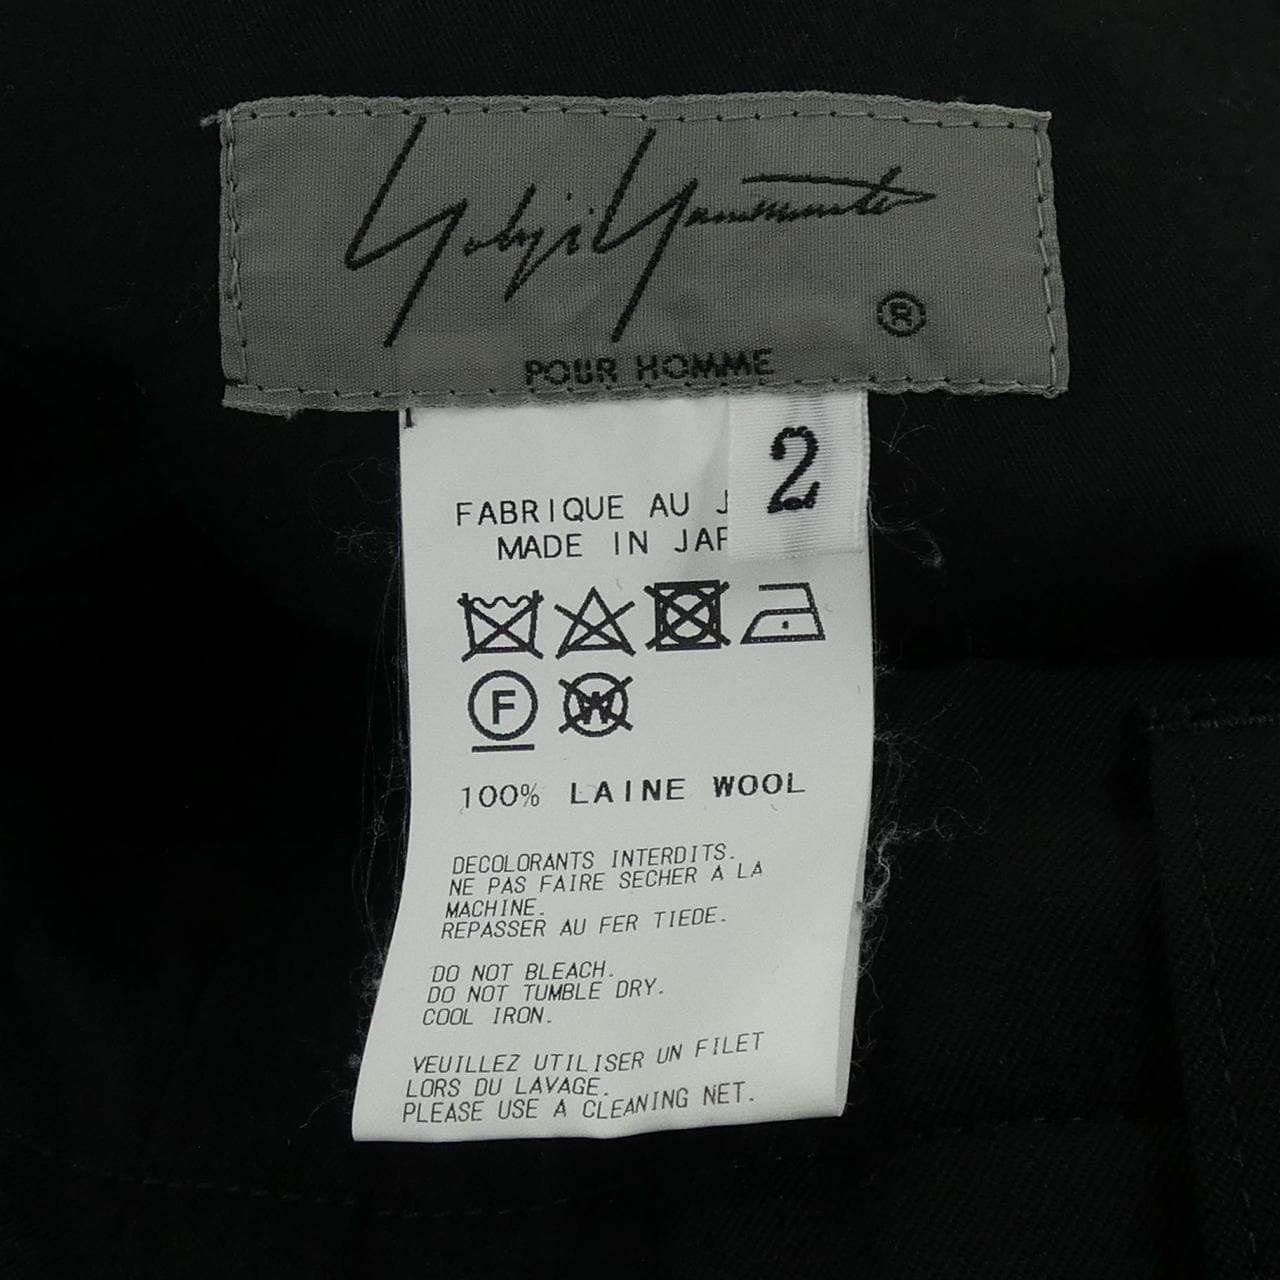 Yohji Yamamoto
®
POUR HOMME
2
FABRIQUE AU J
MADE IN JAP
F
W
100% LAINE WOOL
DECOLORANTS INTERDITS.
NE PAS FAIRE SECHER A LA
MACHINE.
REPASSER AU FER TIEDE.
DO NOT BLEACH.
DO NOT TUMBLE DRY.
COOL IRON.
VEUILLEZ UTILISER UN FILET
LORS DU LAVAGE.
PLEASE USE A CLEANING NET.